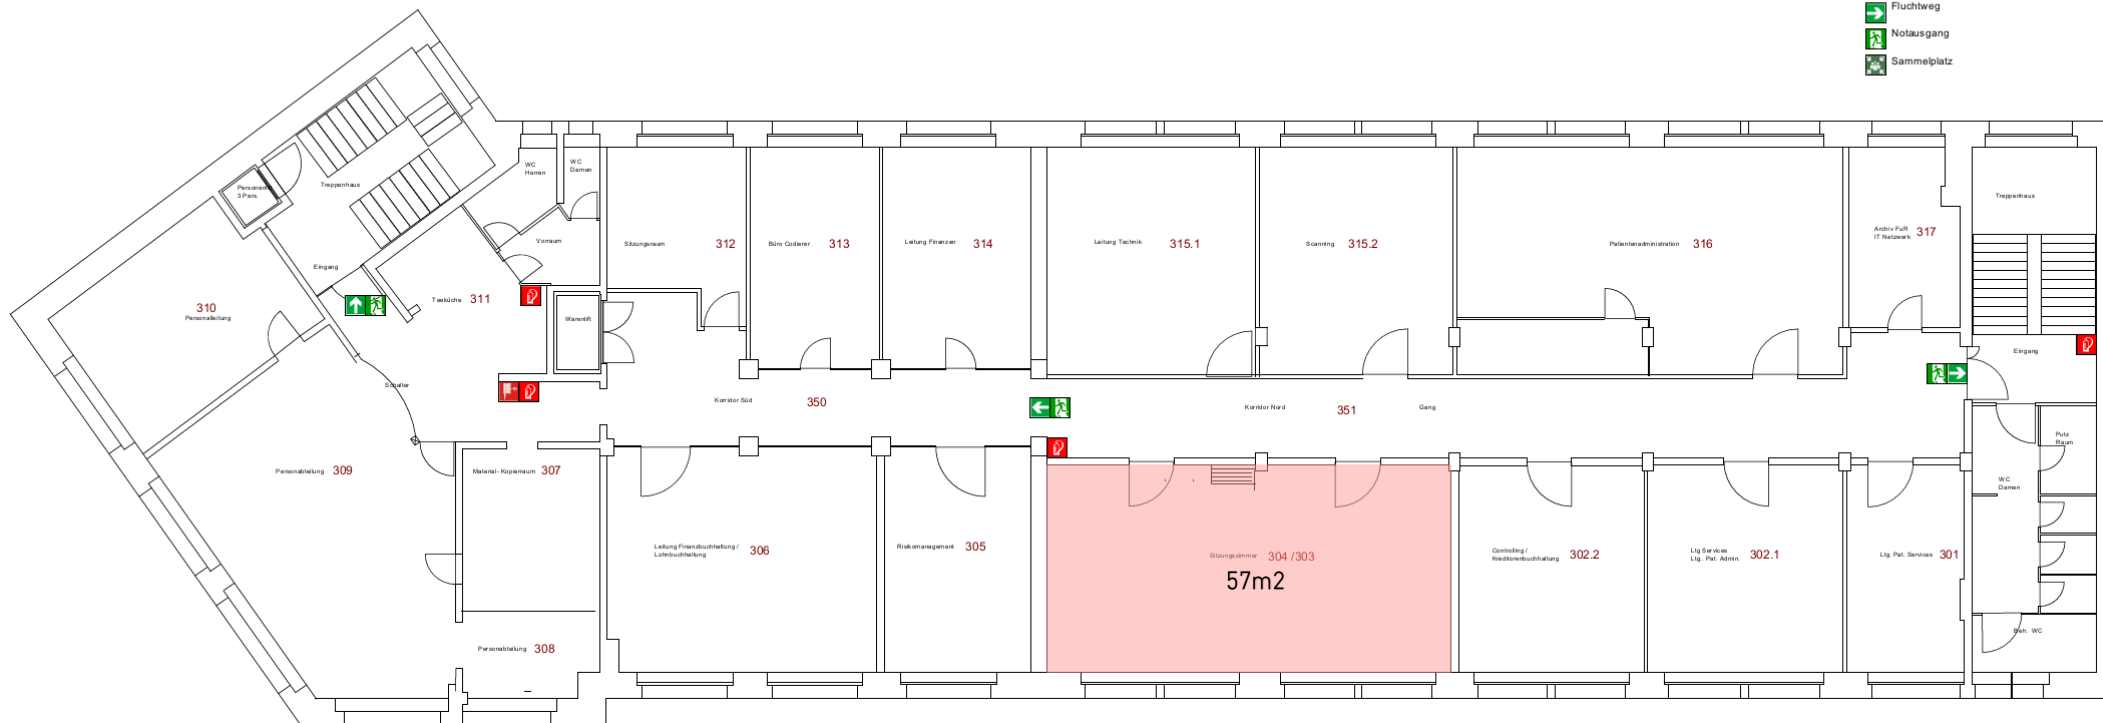 Fluchtweg
Notausgang
Sammelplatz
WC
Herren
WC
Damen
3 Pers.
Treppenhaus
Treppenhaus
Vorraum
Sitzungsraum 312
Büro Codierer 313
Leitung Finanzen 314
Leitung Technik 315.1
Scanning 315.2
Patientenadministration 316
Archiv FuR
IT Netzwerk 317
Eingang
Teeküche 311
310
Personalleitung
Warenlift
Eingang
Schalter
Korridor Süd 350
Korridor Nord 351 Gang
Putz
Raum
Personabteilung 309
Material- Kopierraum 307
WC
Damen
Leitung Finanzbuchhaltung /
Lohnbuchhaltung 306
Risikomanagement 305
Sitzungszimmer 304 /303
57m2
Controlling /
Kreditorenbuchhaltung 302.2
Ltg Services
Ltg. Pat. Admin. 302.1
Ltg. Pat. Services 301
Personabteilung 308
Beh. WC